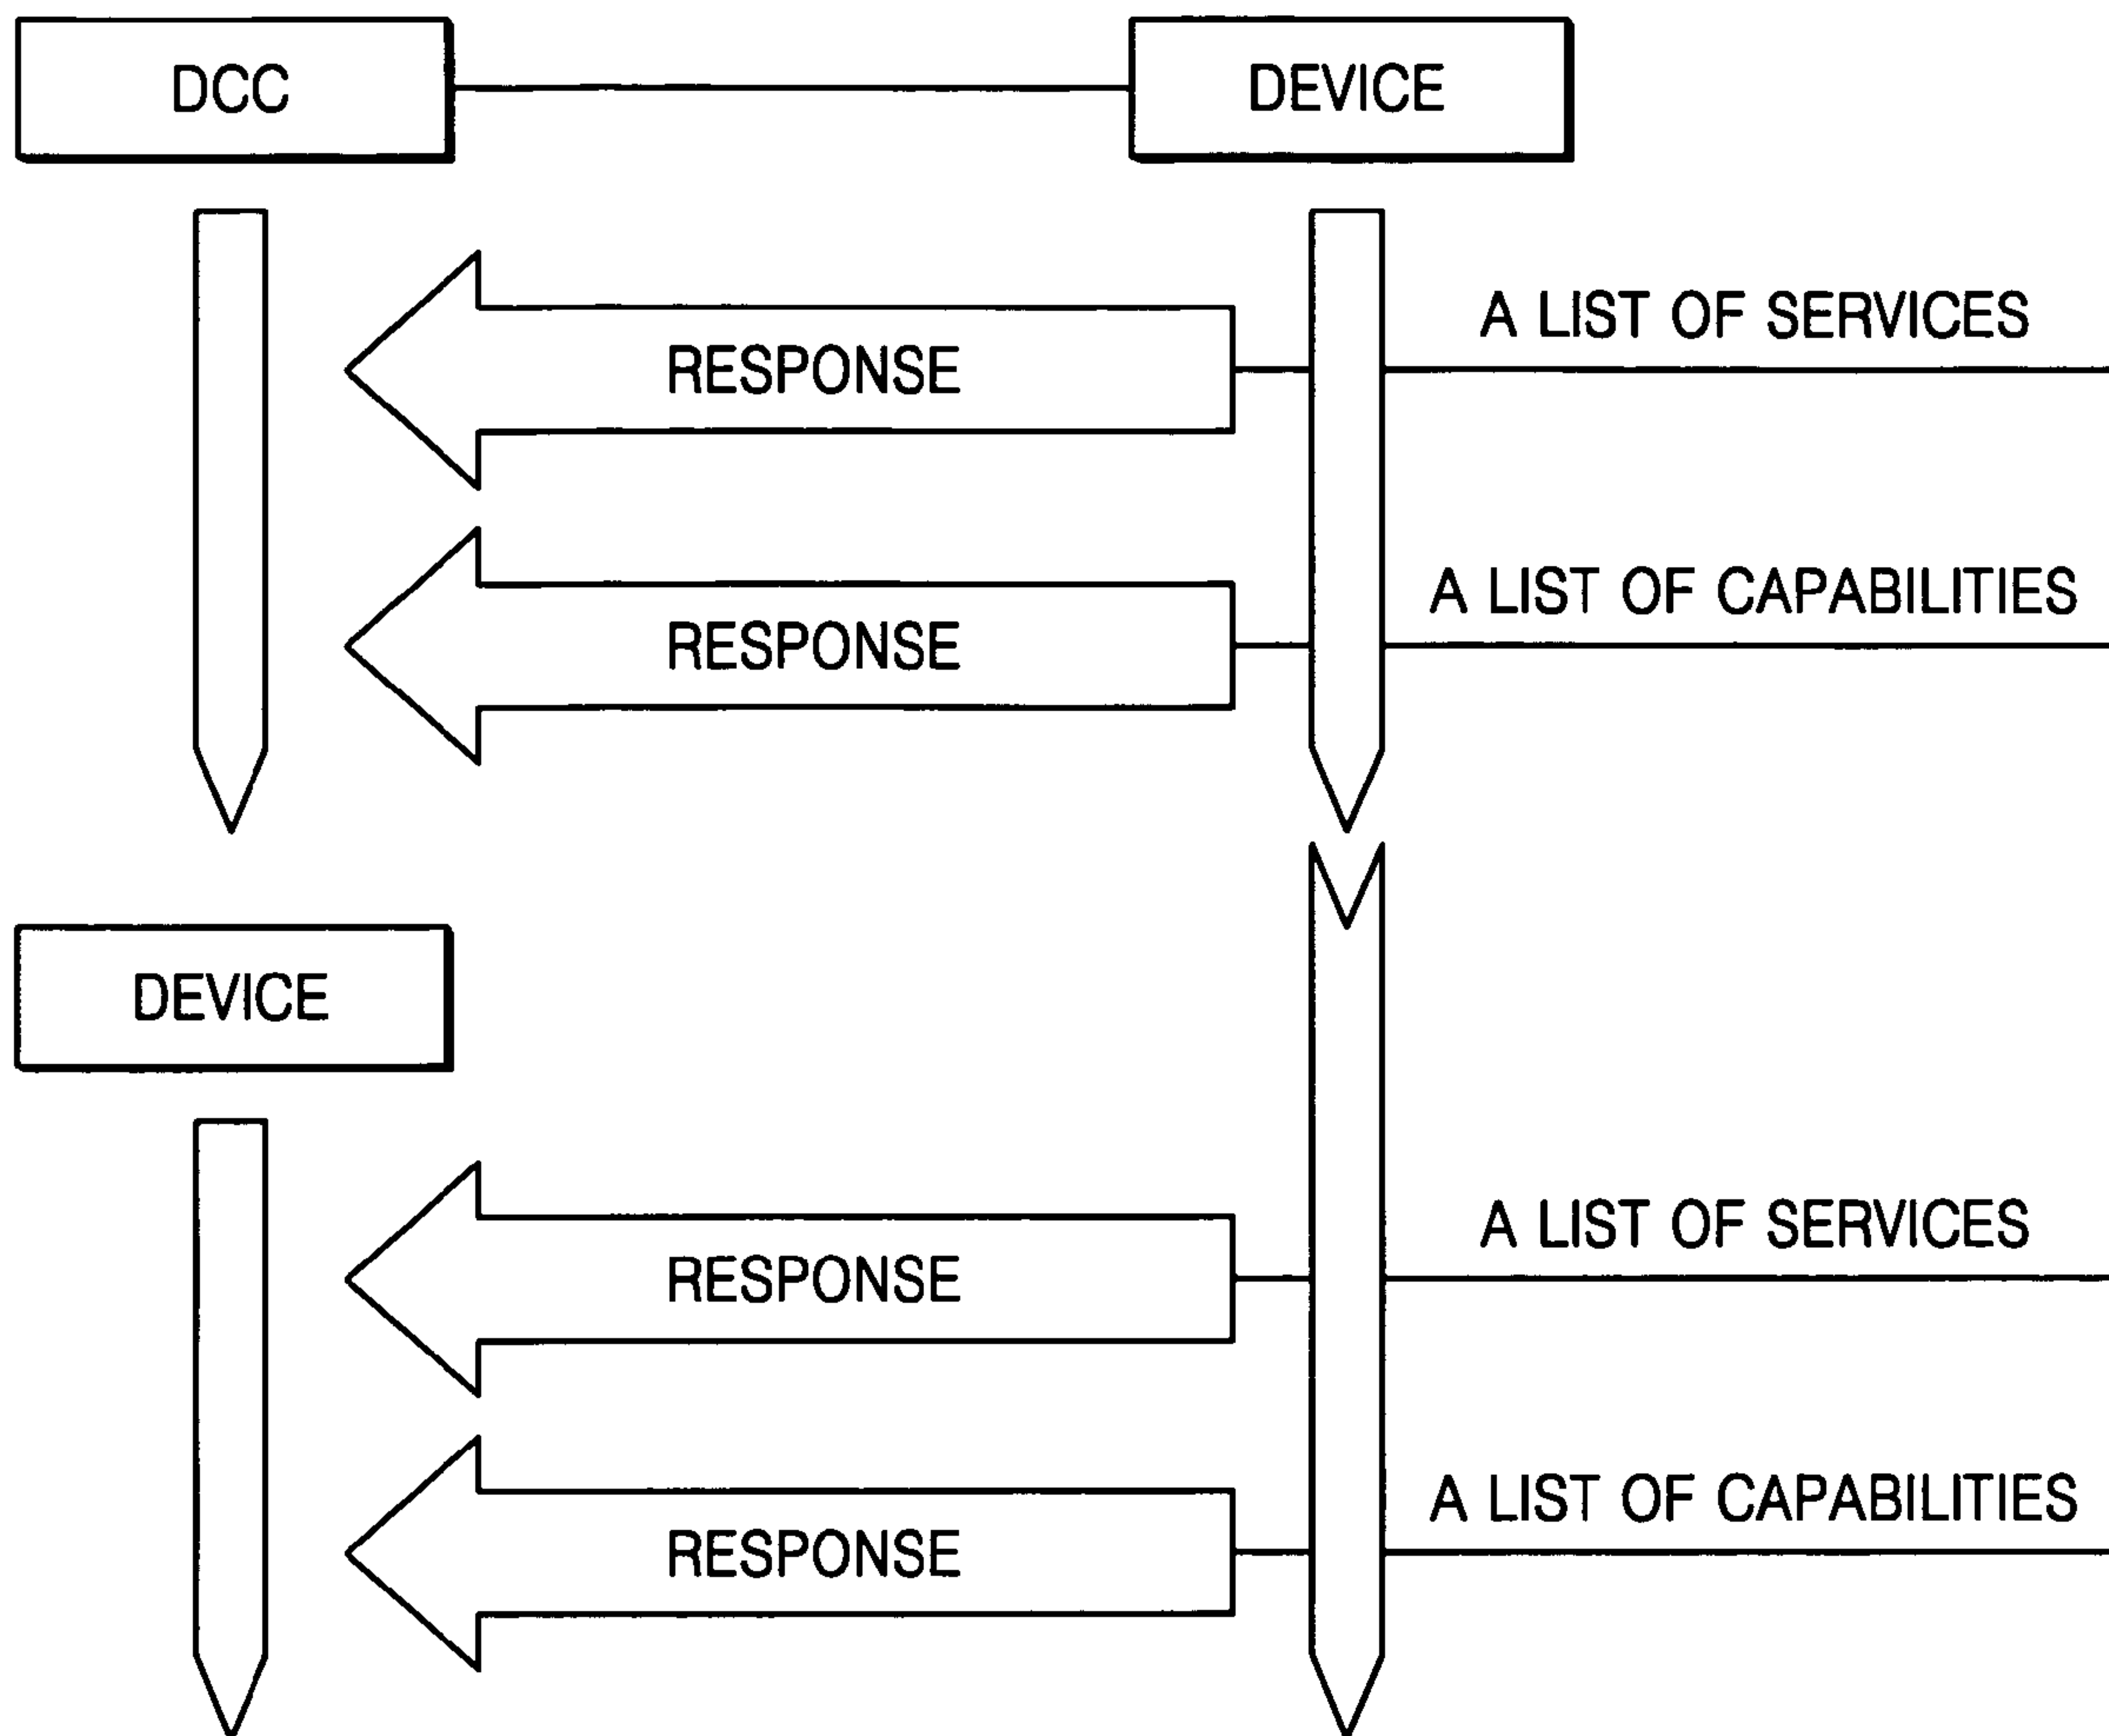 DCC
DEVICE
A LIST OF SERVICES
RESPONSE
A LIST OF CAPABILITIES
RESPONSE
DEVICE
A LIST OF SERVICES
RESPONSE
A LIST OF CAPABILITIES
RESPONSE